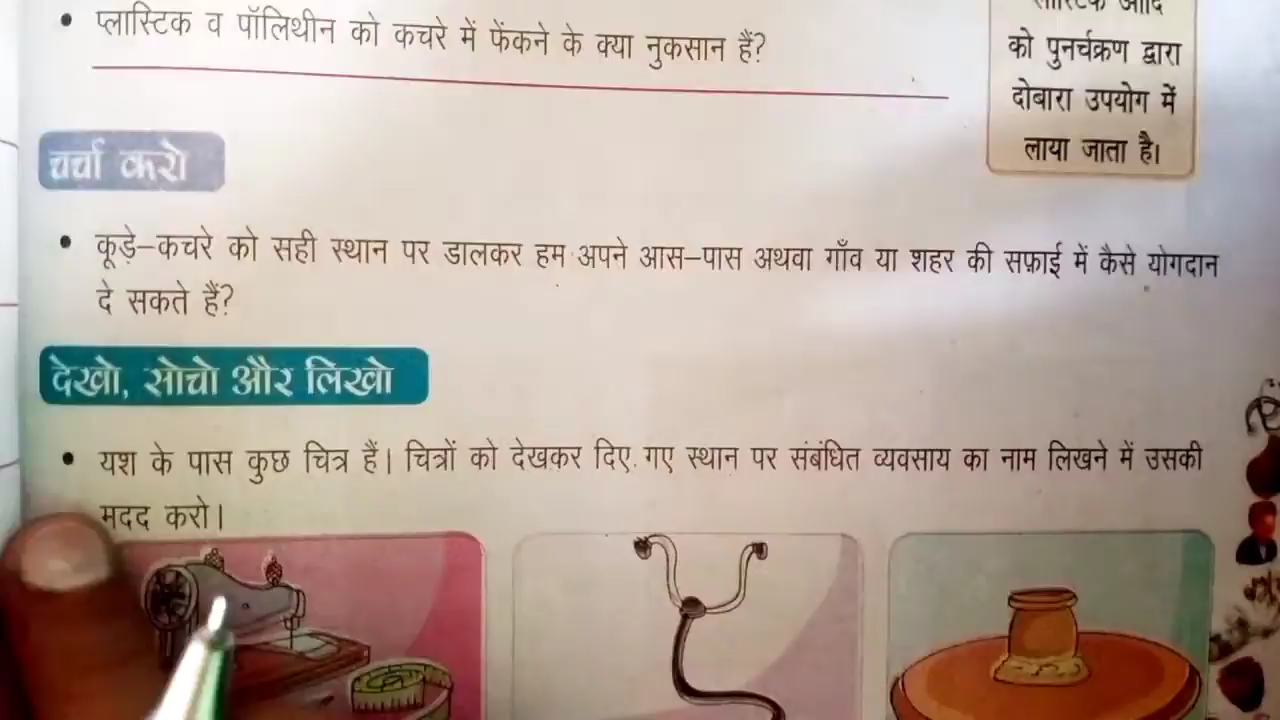 • प्लास्टिक व पॉलिथीन को कचरे में फेंकने के क्या नुकसान हैं?
आदि
को पुनर्चक्रण द्वारा
दोबारा उपयोग में
लाया जाता है।
चर्चा करो
• कूड़े-कचरे को सही स्थान पर डालकर हम अपने आस-पास अथवा गाँव या शहर की सफ़ाई में कैसे योगदान
दे सकते हैं?
देखो, सोचो और लिखो
• यश के पास कुछ चित्र हैं। चित्रों को देखकर दिए गए स्थान पर संबंधित व्यवसाय का नाम लिखने में उसकी
मदद करो।